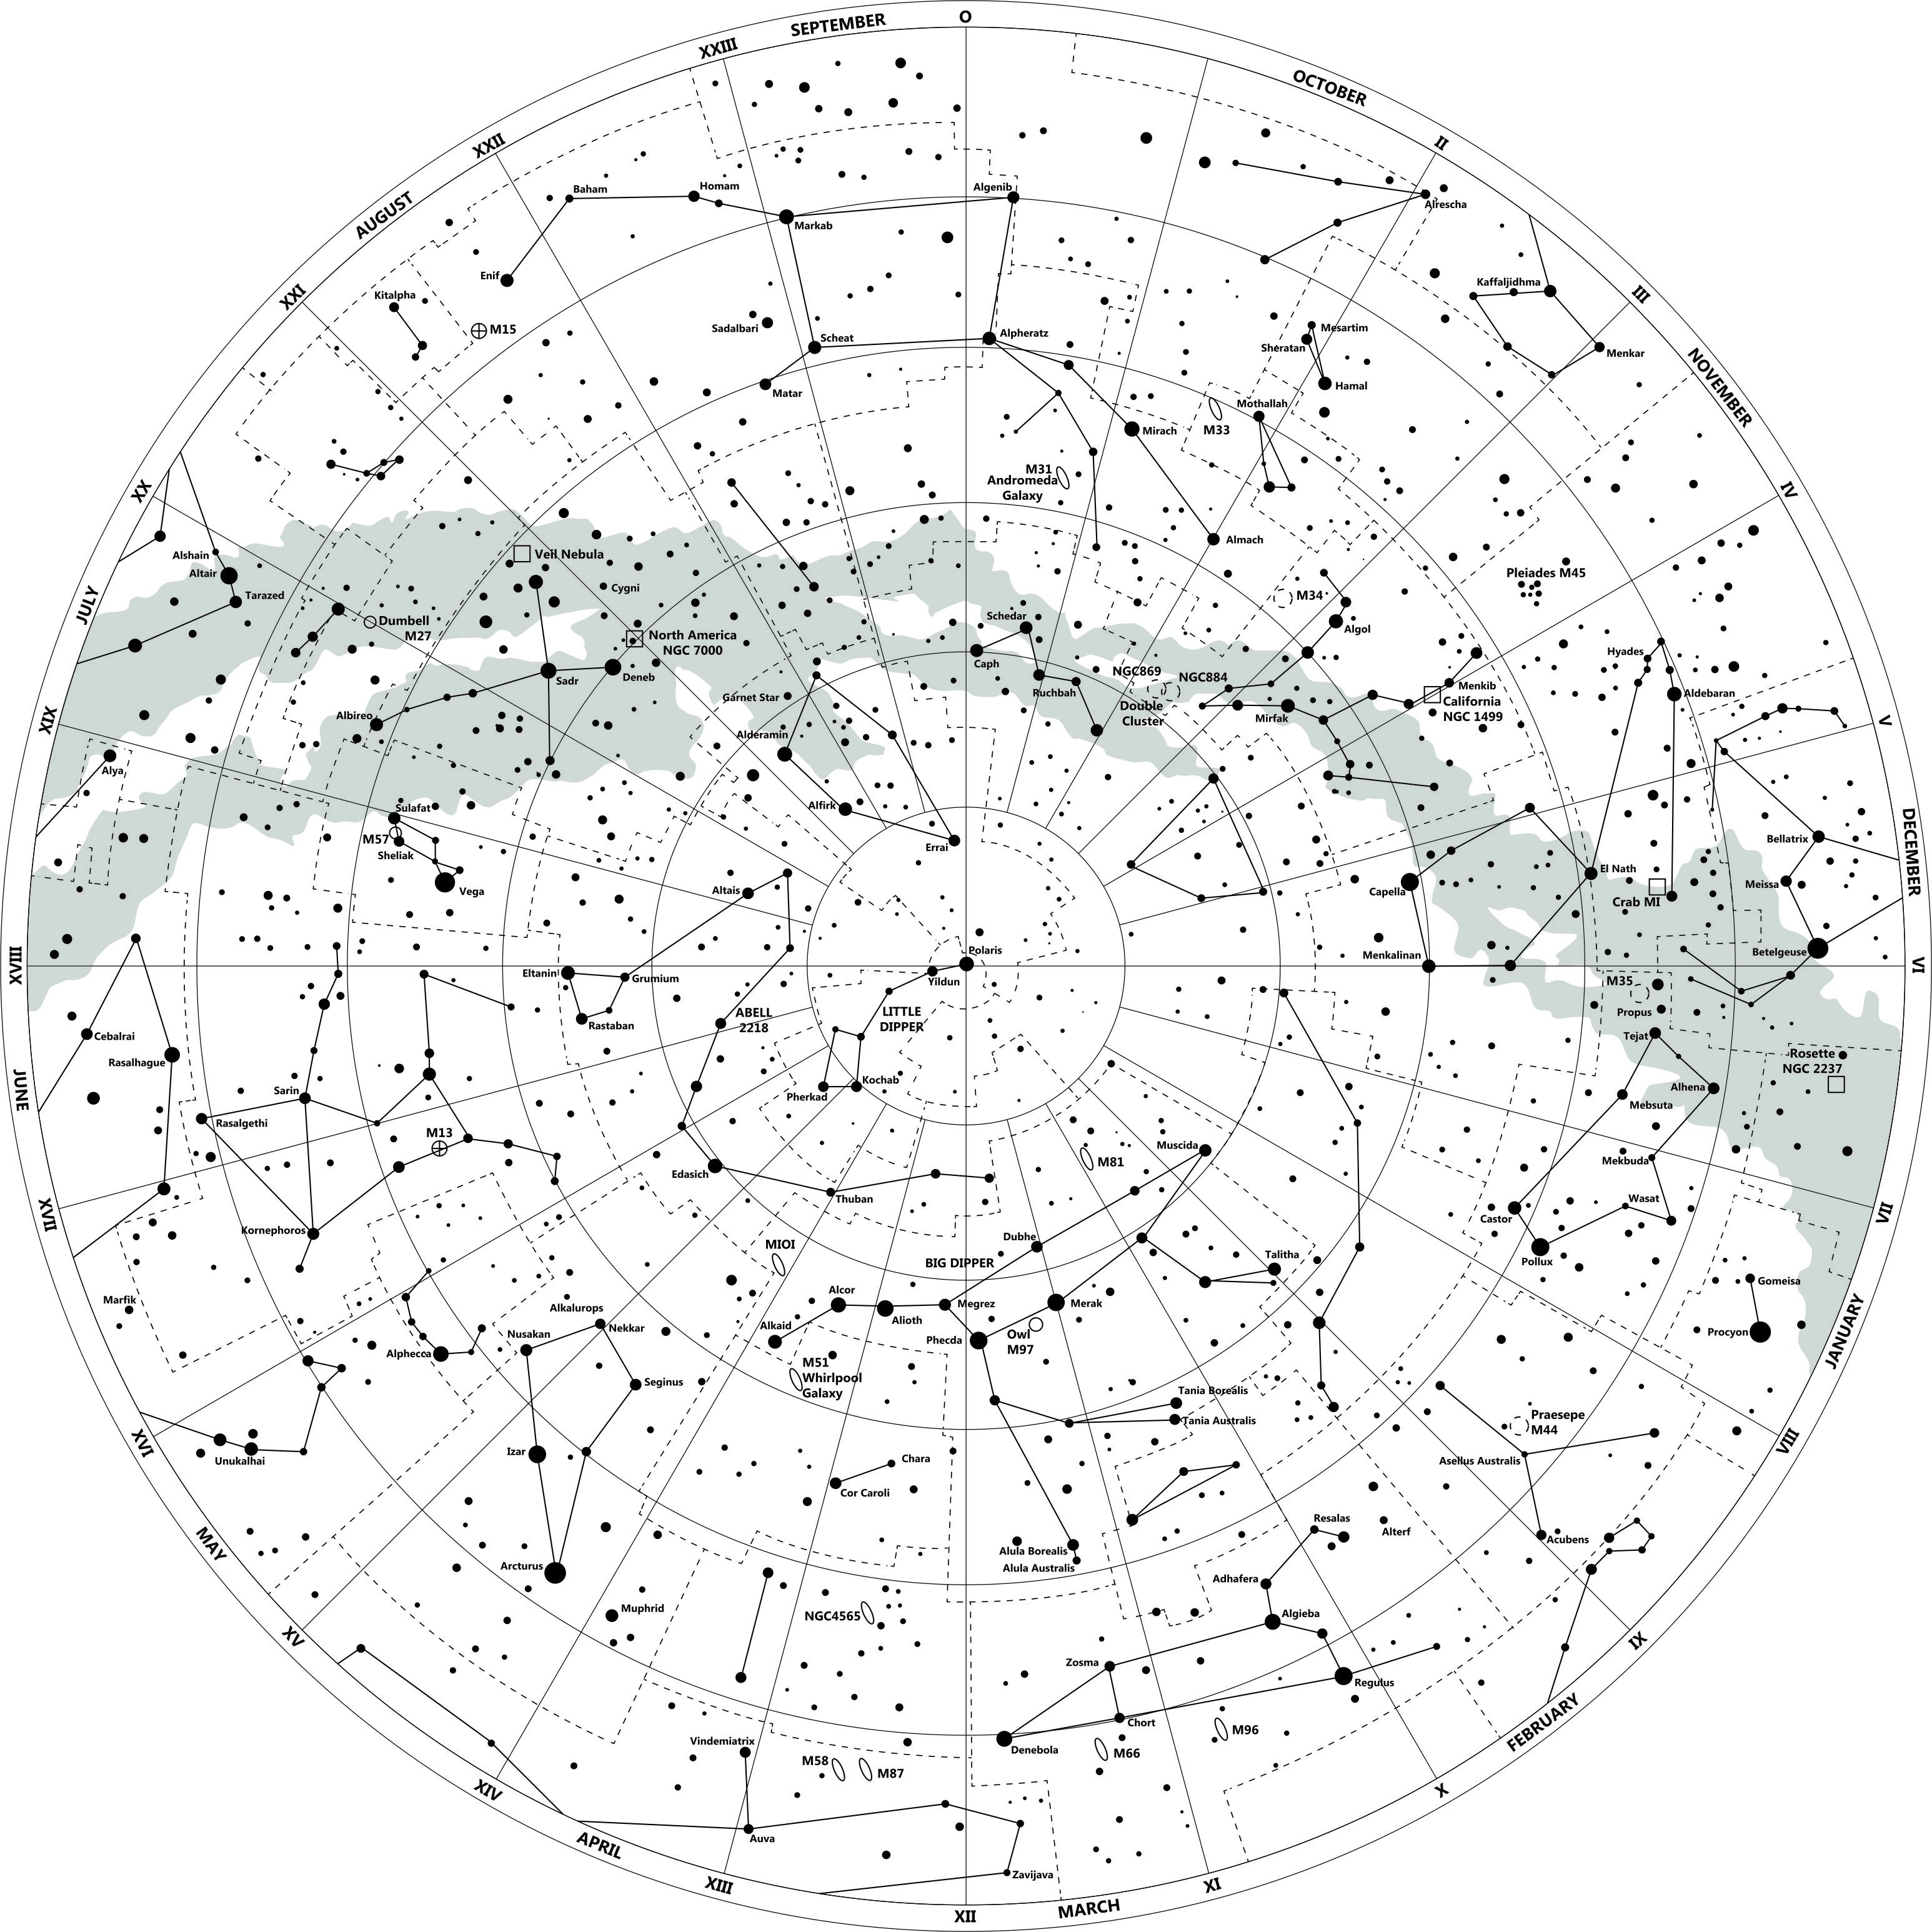 O
SEPTEMBER
XXIII
OCTOBER
XXII
II
AUGUST
Baham
Homam
Algenib
Markab
Alrescha
Enif
Kaffaljidhma
XXI
Kitalpha
III
M15
Sadalbari
Scheat
Alpheratz
Mesartim
Sheratan
Menkar
NOVEMBER
Matar
Hamal
Mothallah
M33
Mirach
M31
Andromeda
Galaxy
XX
IV
Almach
Alshain
Altair
Veil Nebula
Cygni
Pleiades M45
JULY
Tarazed
M34
Dumbell
M27
Schedar
Algol
North America
NGC 7000
Hyades
Caph
NGC869
NGC884
Sadr
Deneb
Ruchbah
Menkib
Aldebaran
Garnet Star
Double
Cluster
California
NGC 1499
XIX
Albireo
Mirfak
V
Alderamin
Alya
Sulafat
Alfirk
DECEMBER
M57
Sheliak
Errai
Bellatrix
Vega
Altais
Capella
El Nath
Meissa
Crab MI
XVIII
Polaris
Menkalinan
Betelgeuse
VI
Eltanin
Grumium
Yildun
M35
Rastaban
ABELL
2218
LITTLE
DIPPER
Propus
Cebalrai
Tejat
Rasalhague
Rosette
NGC 2237
JUNE
Sarin
Kochab
Pherkad
Alhena
Mebsuta
Rasalgethi
M13
Muscida
M81
Mekbuda
Edasich
Thuban
Wasat
XVII
Castor
VII
Kornephoros
Dubhe
MIOI
BIG DIPPER
Talitha
Pollux
Gomeisa
Marfik
Alcor
Alkalurops
Megrez
Merak
Alioth
Nusakan
Nekkar
Alkaid
Phecda
Owl
M97
Procyon
JANUARY
Alphecca
M51
Whirlpool
Galaxy
Seginus
Tania Borealis
Tania Australis
Praesepe
M44
XVI
VIII
Izar
Unukalhai
Chara
Asellus Australis
Cor Caroli
MAY
Resalas
Alterf
Acubens
Arcturus
Alula Borealis
Alula Australis
Adhafera
Muphrid
NGC4565
Algieba
XV
IX
Zosma
Regulus
Chort
M96
FEBRUARY
Vindemiatrix
Denebola
M66
M58
M87
XIV
X
Auva
APRIL
Zavijava
XIII
XI
MARCH
XII